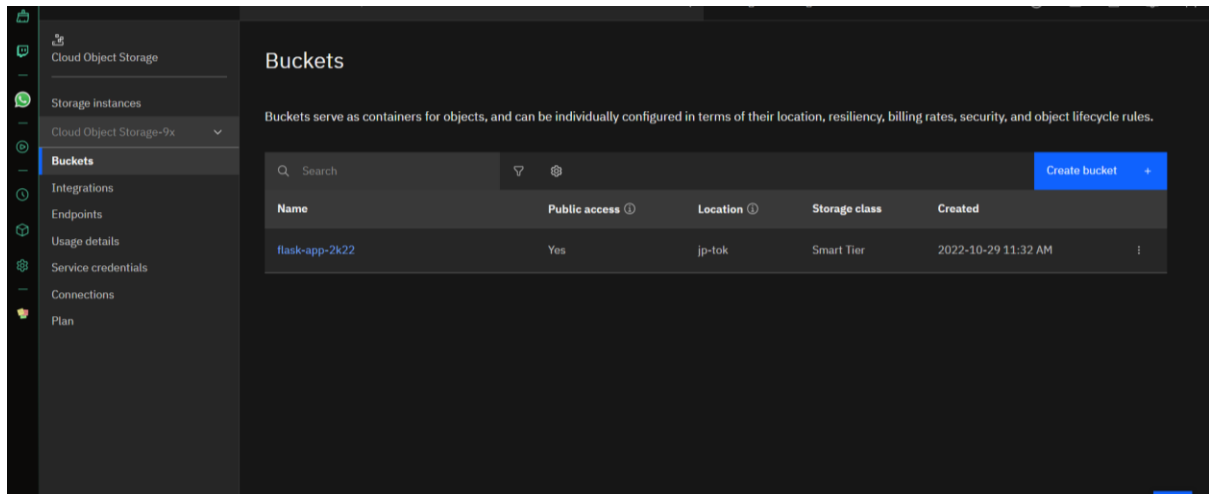 Cloud Object Storage
Storage instances
Cloud Object Storage-9x
Buckets
Integrations
Endpoints
Usage details
Service credentials
Connections
Plan
Buckets
Buckets serve as containers for objects, and can be individually configured in terms of their location, resiliency, billing rates, security, and object lifecycle rules.
Search
Create bucket +
Name Public access Location Storage class Created
flask-app-2k22 Yes jp-tok Smart Tier 2022-10-29 11:32 AM